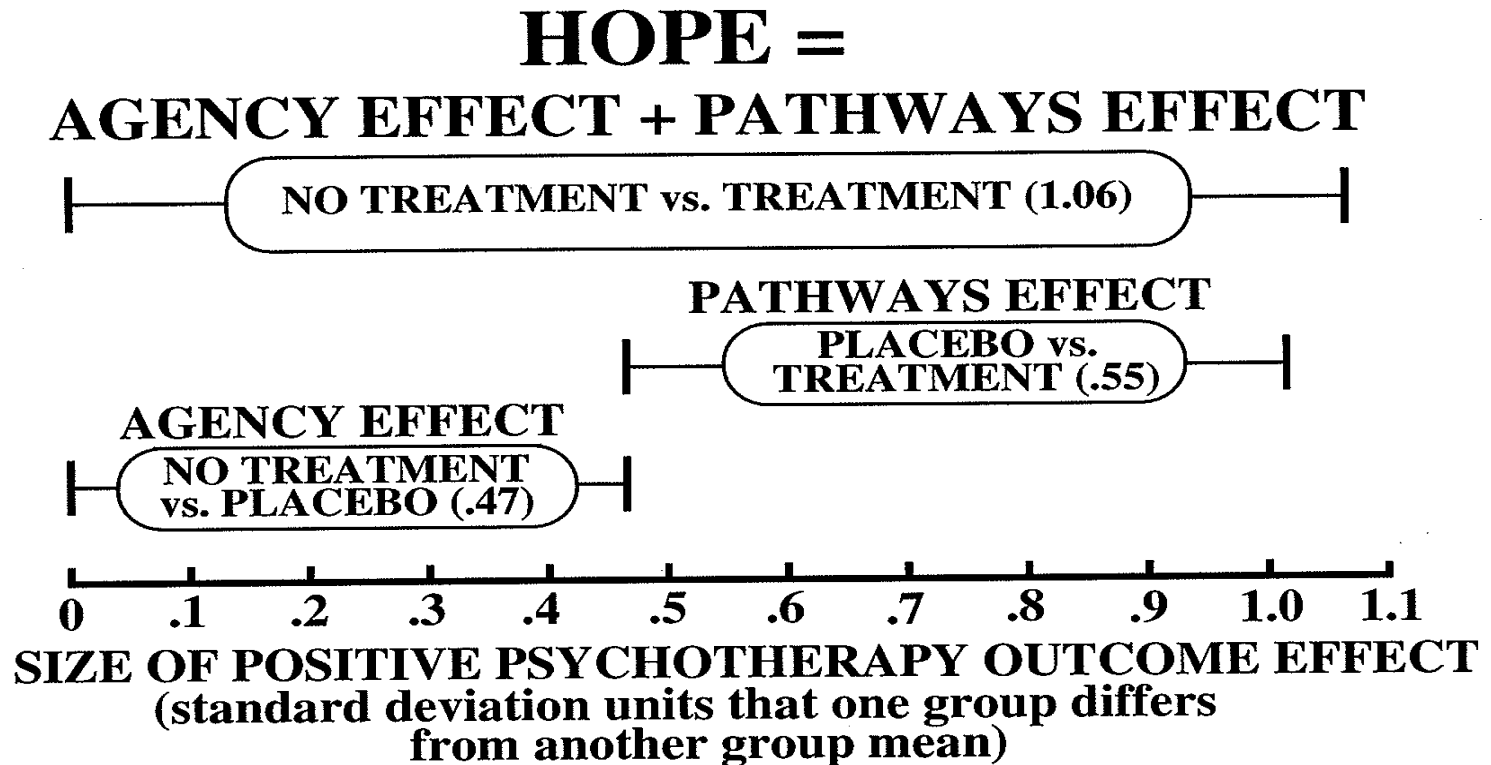 HOPE =
AGENCY EFFECT + PATHWAYS EFFECT
NO TREATMENT vs. TREATMENT (1.06)
PATHWAYS EFFECT
PLACEBO vs.
TREATMENT (.55)
AGENCY EFFECT
NO TREATMENT
vs. PLACEBO (.47)
0 .1 .2 .3 .4 .5 .6 .7 .8 .9 1.0 1.1
SIZE OF POSITIVE PSYCHOTHERAPY OUTCOME EFFECT
(standard deviation units that one group differs
from another group mean)